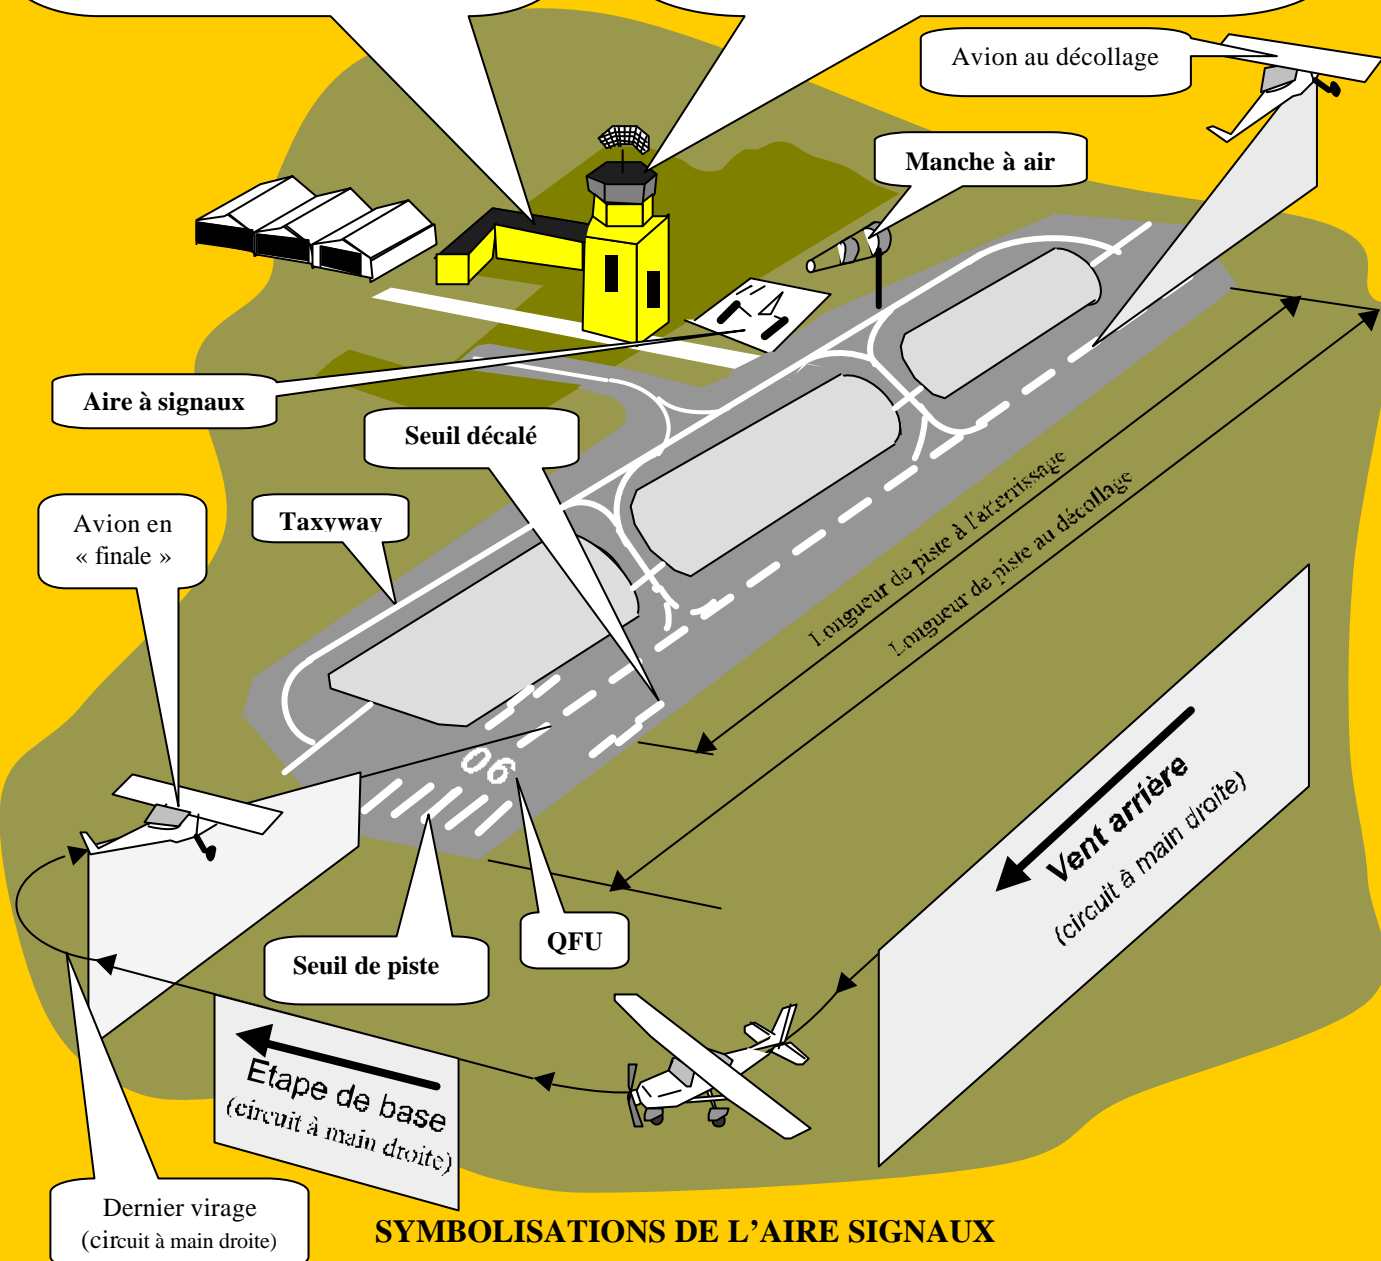 Avion au décollage
Manche à air
Aire à signaux
Seuil décalé
Avion en
« finale »
Taxyway
Longueur de piste à l'atterrissage
Longueur de piste au décollage
06
Vent arrière
(circuit à main droite)
QFU
Seuil de piste
Etape de base
(circuit à main droite)
Dernier virage
(circuit à main droite)
SYMBOLISATIONS DE L'AIRE SIGNAUX